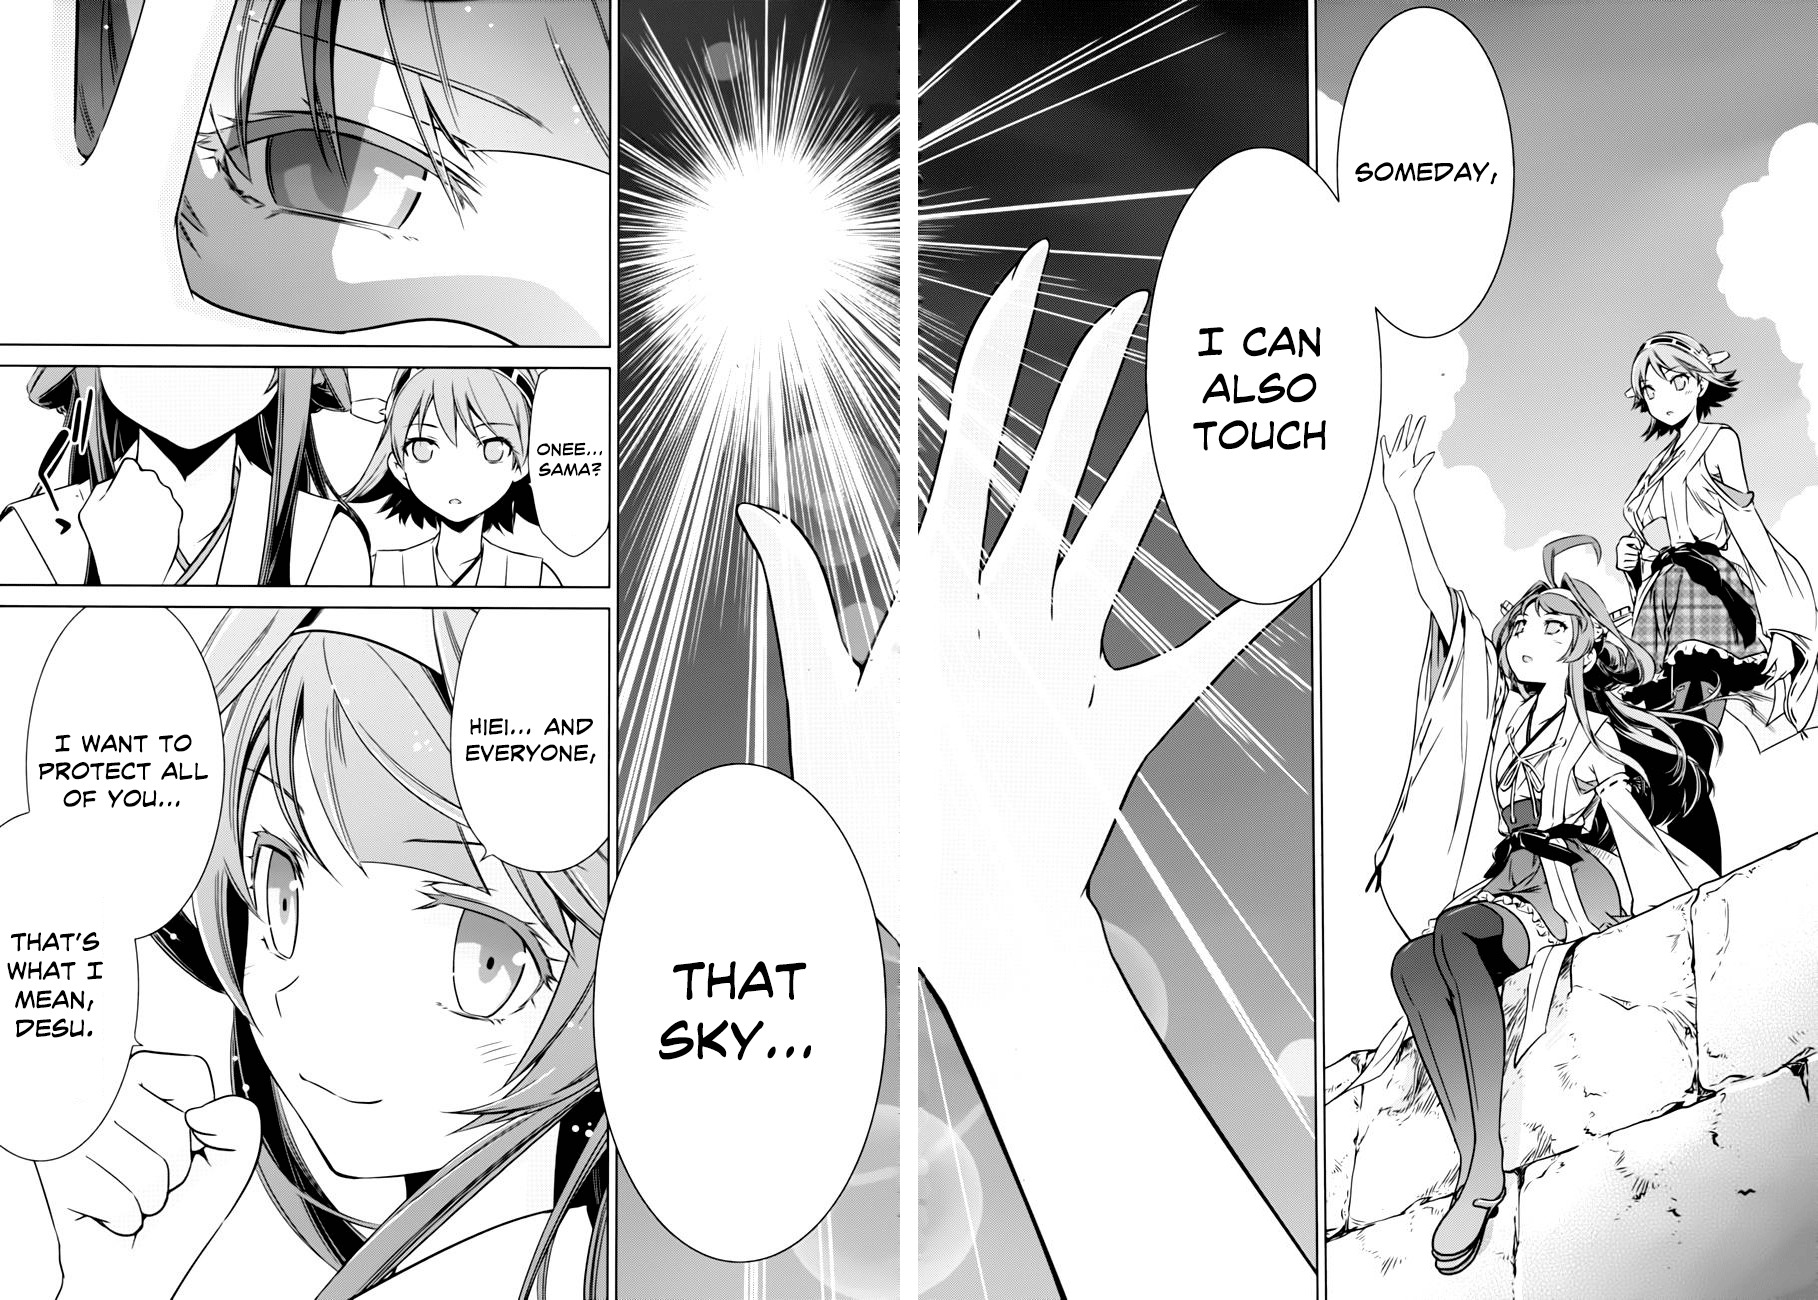 SOMEDAY,
I CAN
ALSO
TOUCH
THAT
SKY...
ONEE...
SAMA?
HIEI... AND
EVERYONE,
I WANT TO
PROTECT ALL
OF YOU...
THAT'S
WHAT I
MEAN,
DESU.